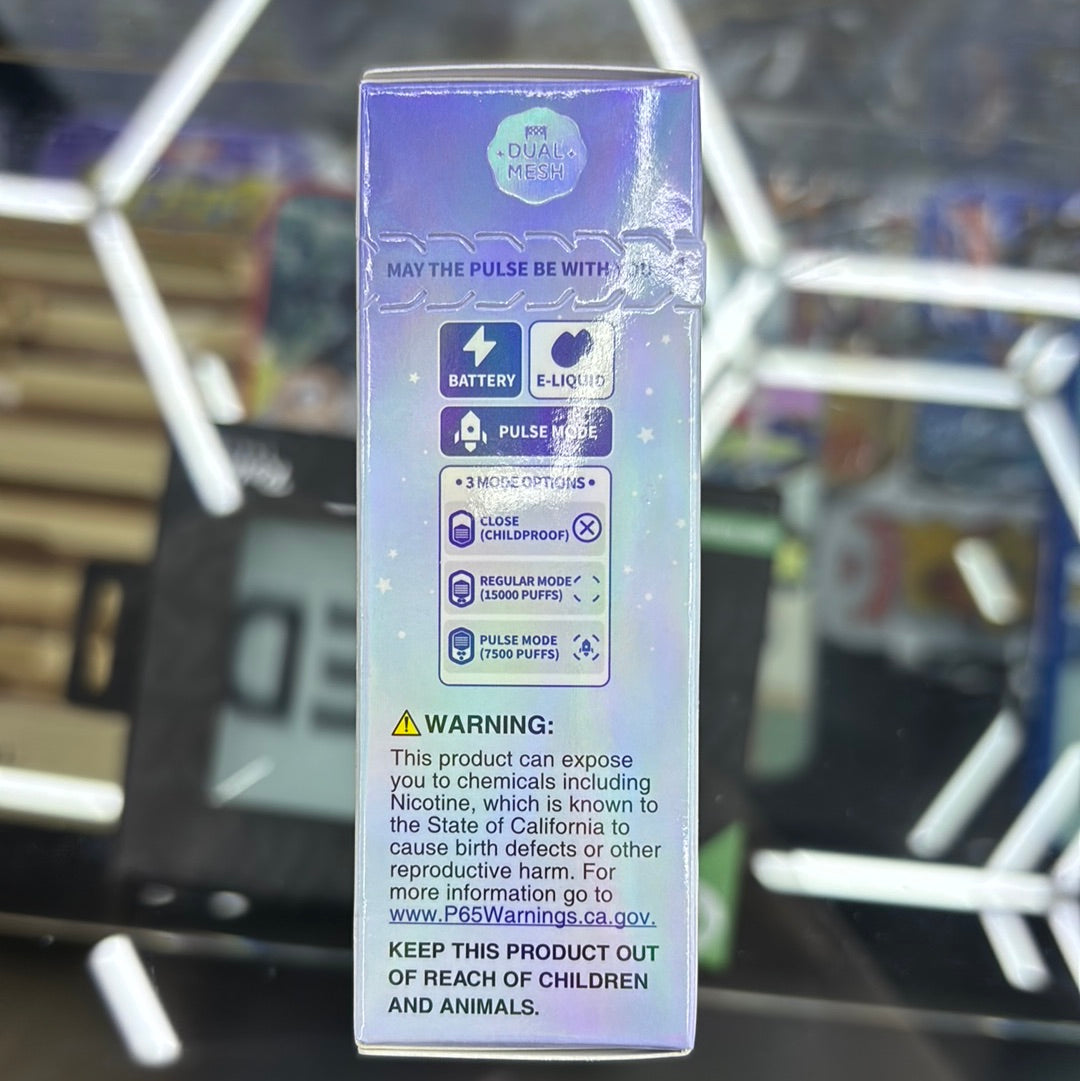 DUAL
MESH
MAY THE PULSE BE WITH YOU
BATTERY
E-LIQUID
PULSE MODE
• 3 MODE OPTIONS •
CLOSE
(CHILDPROOF)
REGULAR MODE
(15000 PUFFS)
PULSE MODE
(7500 PUFFS)
WARNING:
This product can expose
you to chemicals including
Nicotine, which is known to
the State of California to
cause birth defects or other
reproductive harm. For
more information go to
www.P65Warnings.ca.gov.
KEEP THIS PRODUCT OUT
OF REACH OF CHILDREN
AND ANIMALS.